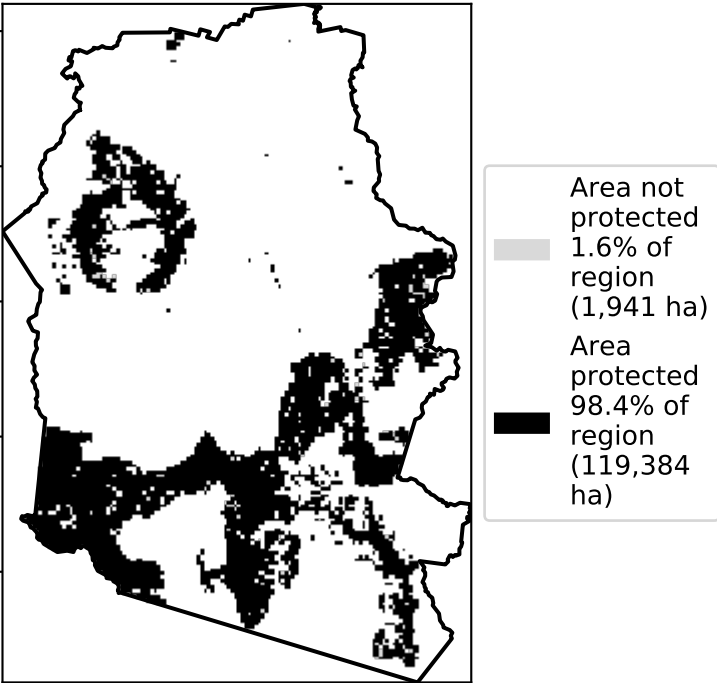 Area not
protected
1.6% of
region
(1,941 ha)
Area
protected
98.4% of
region
(119,384
ha)